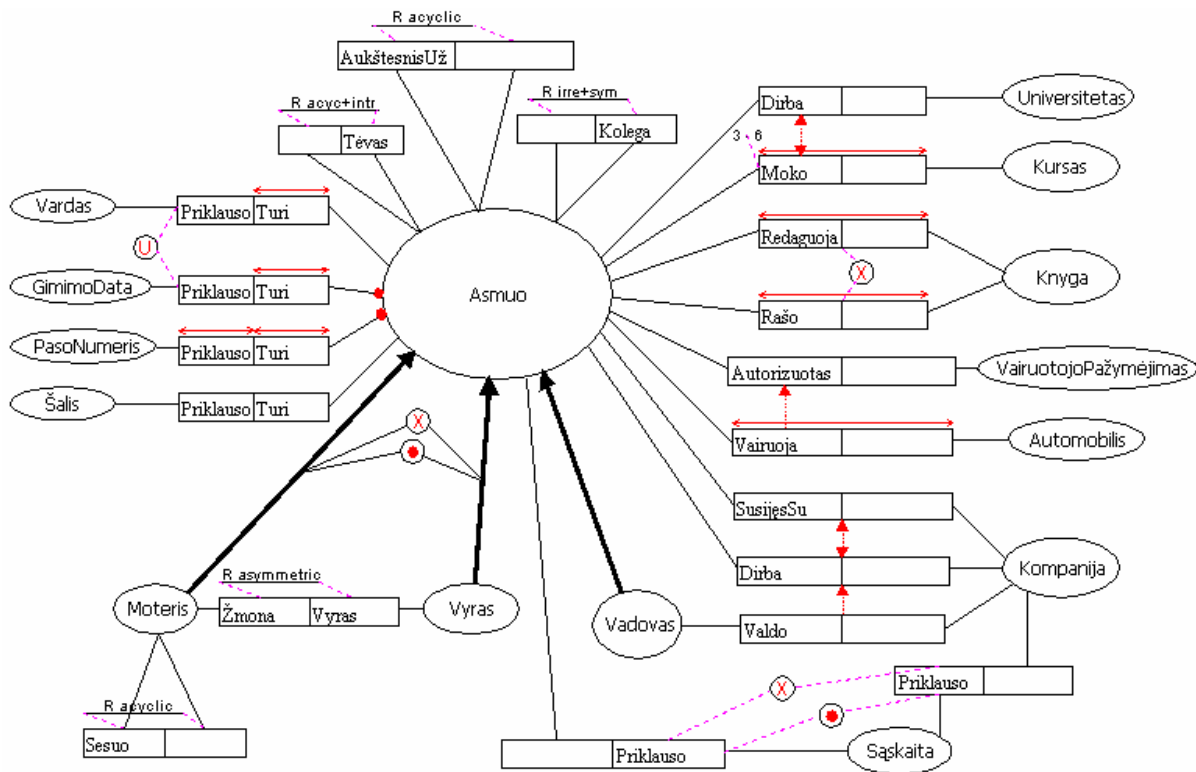 R acyclic
AukštesnisUž
R acyc+intr
Tėvas
R irre+sym
Kolega
Dirba
Universitetas
3 - 6
Moko
Kursas
Vardas
Priklauso Turi
U
Redaguoja
X
Knyga
GimimoData
Priklauso Turi
Asmuo
Rašo
PasoNumeris
Priklauso Turi
Autorizuotas
VairuotojoPažymėjimas
Šalis
Priklauso Turi
X
Vairuoja
Automobilis
SusijęsSu
R asymmetric
Dirba
Kompanija
Moteris
Žmona Vyras
Vyras
Vadovas
Valdo
X
Priklauso
R acyclic
Sesuo
Priklauso
Sąskaita